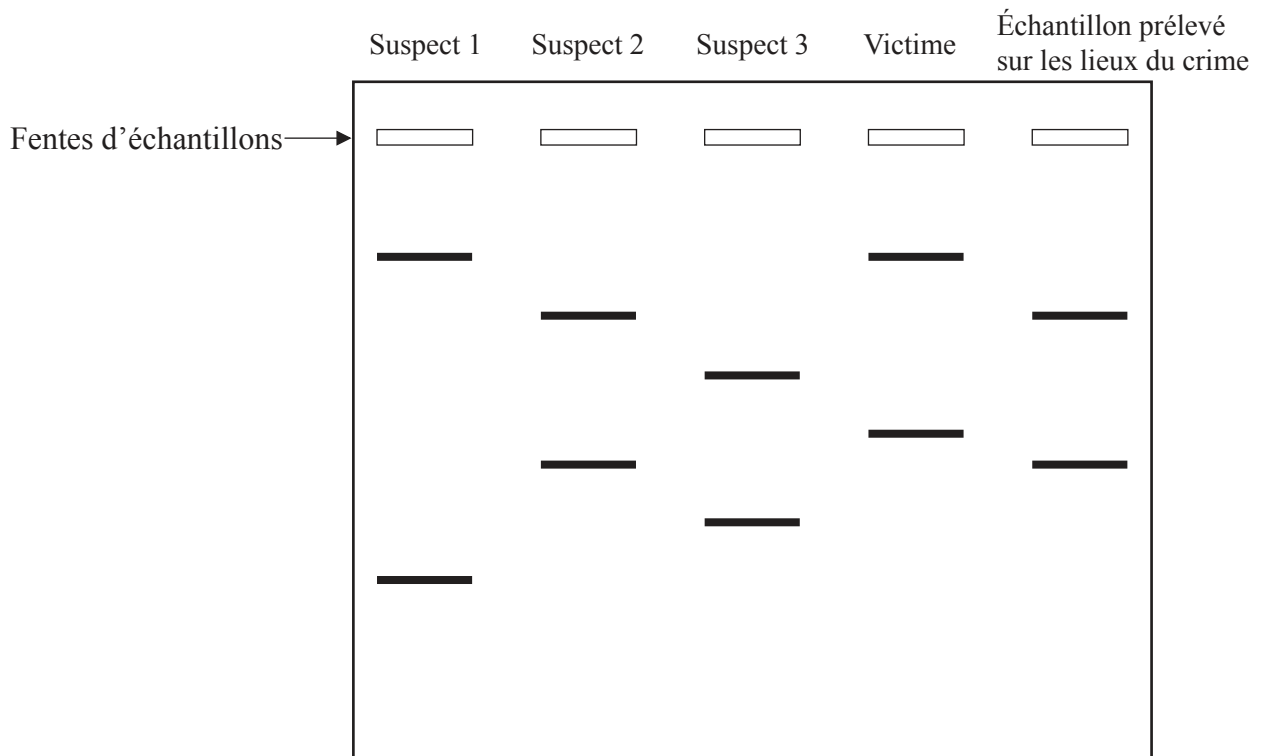 Suspect 1
Suspect 2
Suspect 3
Victime
Échantillon prélevé
sur les lieux du crime
Fentes d’échantillons